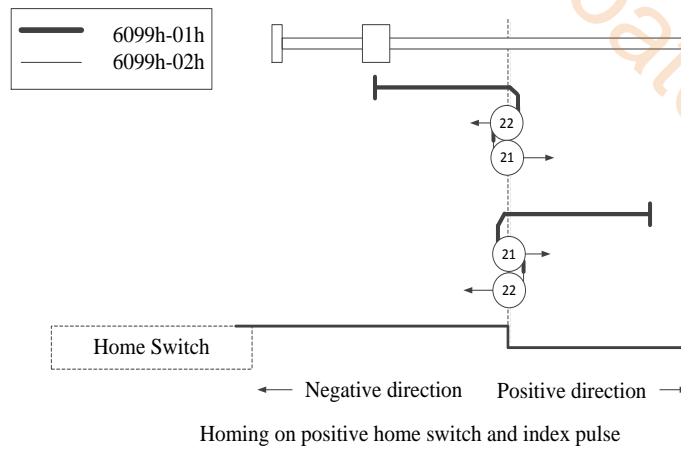 6099h-01h
6099h-02h
22
21
21
22
Home Switch
Negative direction
Positive direction
Homing on positive home switch and index pulse